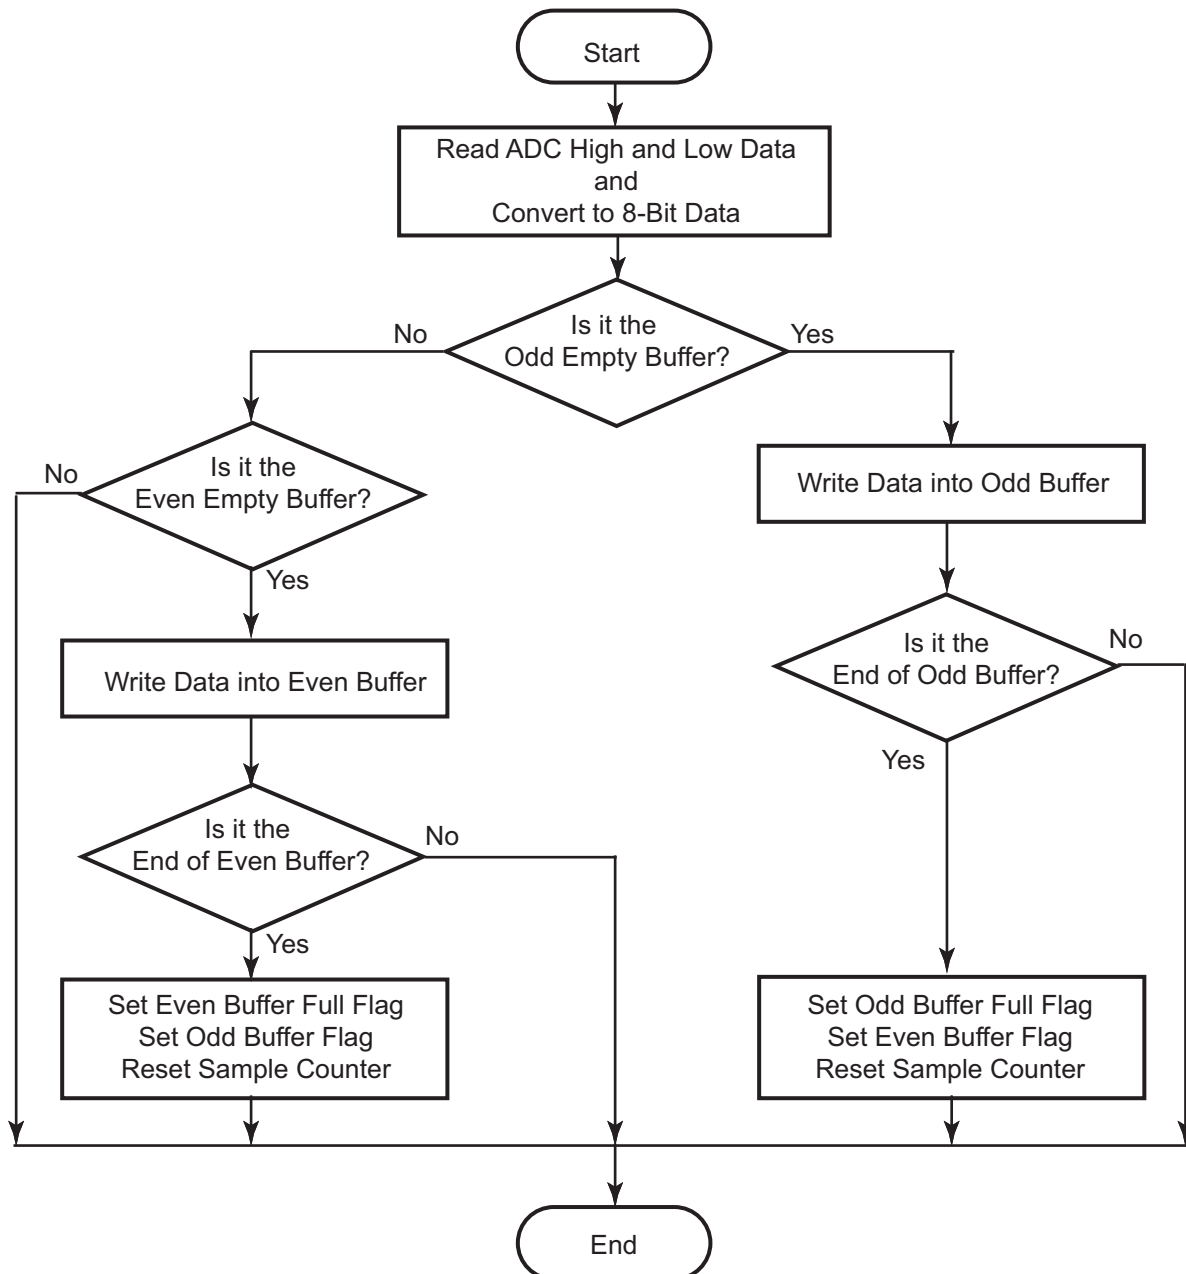 Start
Read ADC High and Low Data
and
Convert to 8-Bit Data
Is it the
Odd Empty Buffer?
No
Yes
Is it the
Even Empty Buffer?
No
Yes
Write Data into Odd Buffer
Write Data into Even Buffer
Is it the
End of Odd Buffer?
No
Yes
Is it the
End of Even Buffer?
No
Yes
Set Even Buffer Full Flag
Set Odd Buffer Flag
Reset Sample Counter
Set Odd Buffer Full Flag
Set Even Buffer Flag
Reset Sample Counter
End